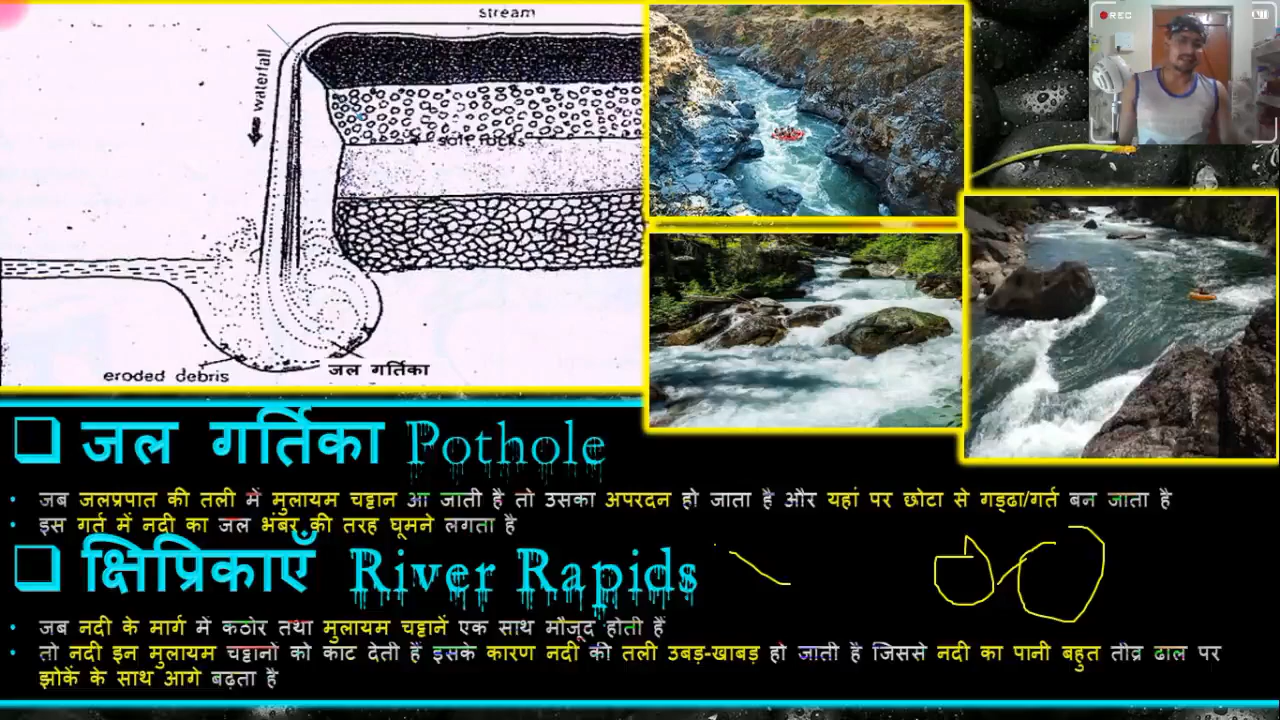 stream
waterfall
soft rocks
eroded debris
जल गर्तिका
REC
जल गर्तिका Pothole
जब जलप्रपात की तली में मुलायम चट्टान आ जाती है तो उसका अपरदन हो जाता है और यहां पर छोटा से गड्ढा/गर्त बन जाता है
इस गर्त में नदी का जल भंबर की तरह घूमने लगता है
क्षिप्रिकाएँ River Rapids
जब नदी के मार्ग में कठोर तथा मुलायम चट्टानें एक साथ मौजूद होती हैं
तो नदी इन मुलायम चट्टानों को काट देती हैं इसके कारण नदी की तली उबड़-खाबड़ हो जाती है जिससे नदी का पानी बहुत तीव्र ढाल पर
झोकें के साथ आगे बढ़ता है